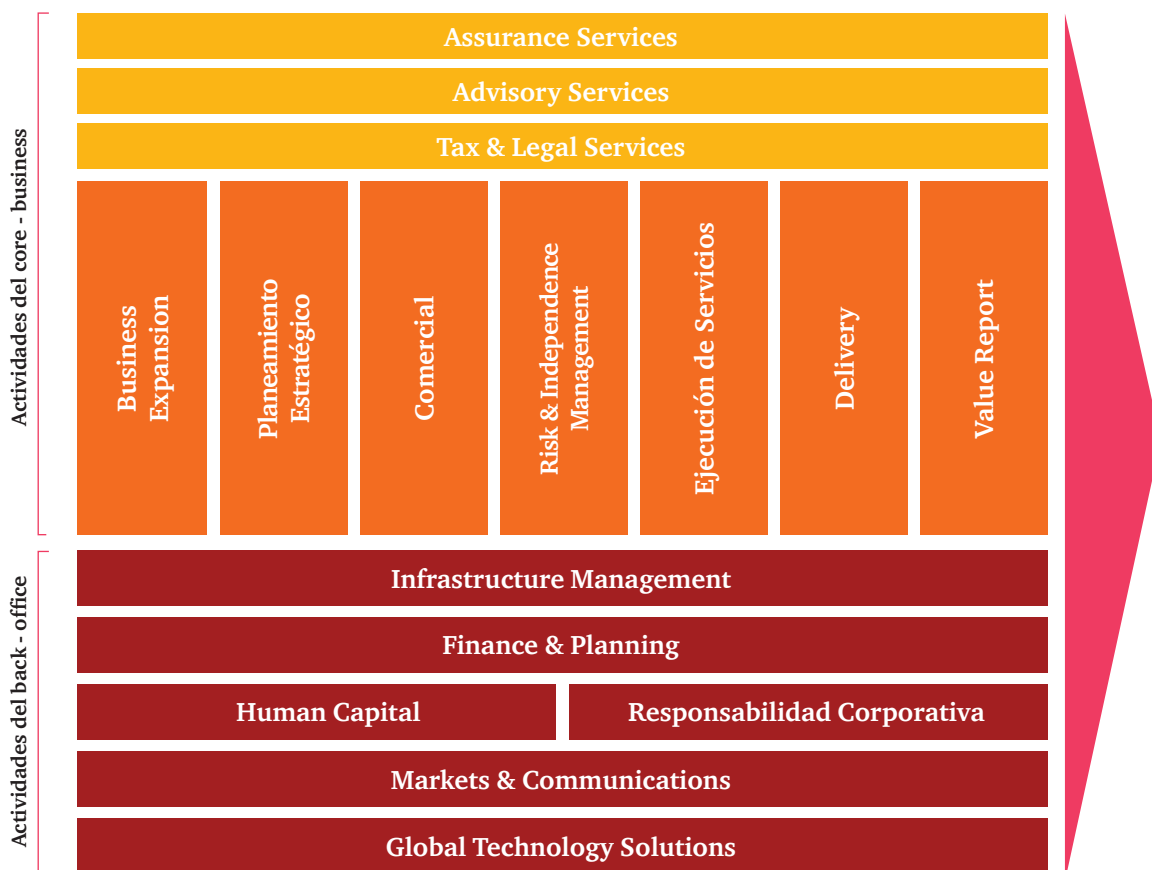 Actividades del core - business
Assurance Services
Advisory Services
Tax & Legal Services
Business
Expansion
Planeamiento
Estratégico
Comercial
Risk & Independence
Management
Ejecución de Servicios
Delivery
Value Report
Actividades del back - office
Infrastructure Management
Finance & Planning
Human Capital
Responsabilidad Corporativa
Markets & Communications
Global Technology Solutions